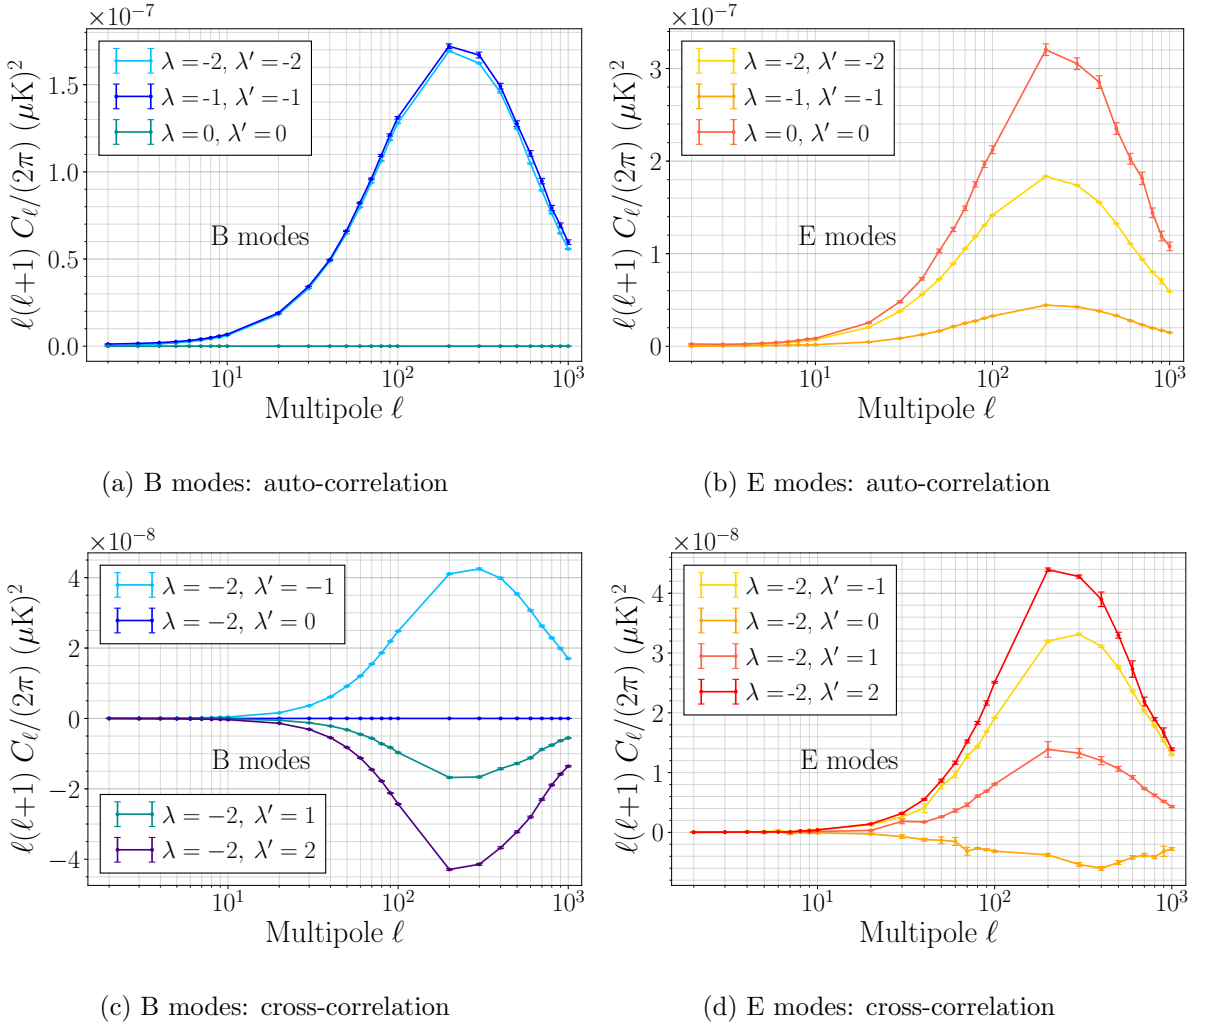 ×10⁻⁷
ℓ(ℓ+1) C_ℓ/(2π) (μK)²
1.5
1.0
0.5
0.0
λ = -2, λ′ = -2
λ = -1, λ′ = -1
λ = 0, λ′ = 0
B modes
10¹ 10² 10³
Multipole ℓ
(a) B modes: auto-correlation
×10⁻⁷
ℓ(ℓ+1) C_ℓ/(2π) (μK)²
3
2
1
0
λ = -2, λ′ = -2
λ = -1, λ′ = -1
λ = 0, λ′ = 0
E modes
10¹ 10² 10³
Multipole ℓ
(b) E modes: auto-correlation
×10⁻⁸
ℓ(ℓ+1) C_ℓ/(2π) (μK)²
4
2
0
−2
−4
λ = −2, λ′ = −1
λ = −2, λ′ = 0
B modes
λ = −2, λ′ = 1
λ = −2, λ′ = 2
10¹ 10² 10³
Multipole ℓ
(c) B modes: cross-correlation
×10⁻⁸
ℓ(ℓ+1) C_ℓ/(2π) (μK)²
4
3
2
1
0
λ = -2, λ′ = -1
λ = -2, λ′ = 0
λ = -2, λ′ = 1
λ = -2, λ′ = 2
E modes
10¹ 10² 10³
Multipole ℓ
(d) E modes: cross-correlation